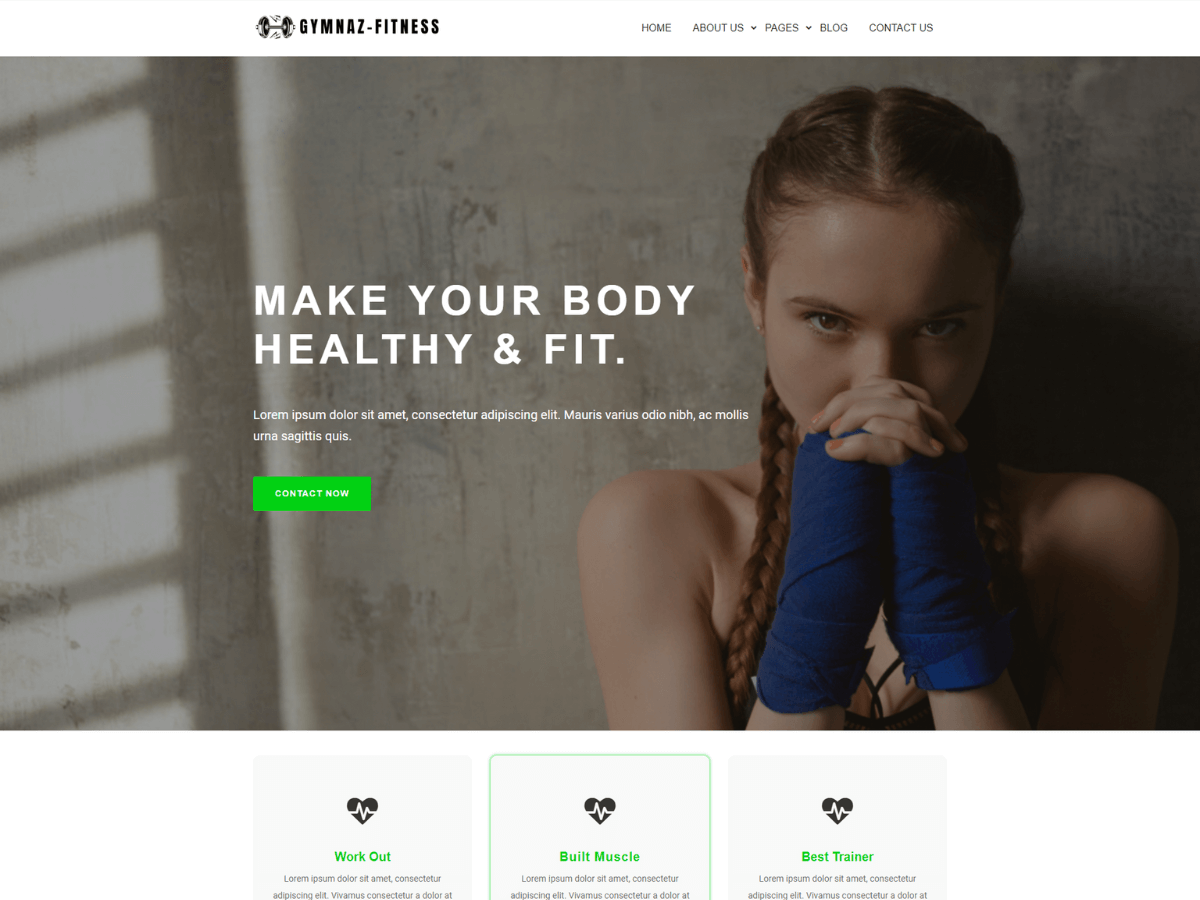 GYMNAZ-FITNESS
HOME ABOUT US PAGES BLOG CONTACT US
MAKE YOUR BODY
HEALTHY & FIT.
Lorem ipsum dolor sit amet, consectetur adipiscing elit. Mauris varius odio nibh, ac mollis
urna sagittis quis.
CONTACT NOW
Work Out
Lorem ipsum dolor sit amet, consectetur
adipiscing elit. Vivamus consectetur a dolor at
Built Muscle
Lorem ipsum dolor sit amet, consectetur
adipiscing elit. Vivamus consectetur a dolor at
Best Trainer
Lorem ipsum dolor sit amet, consectetur
adipiscing elit. Vivamus consectetur a dolor at